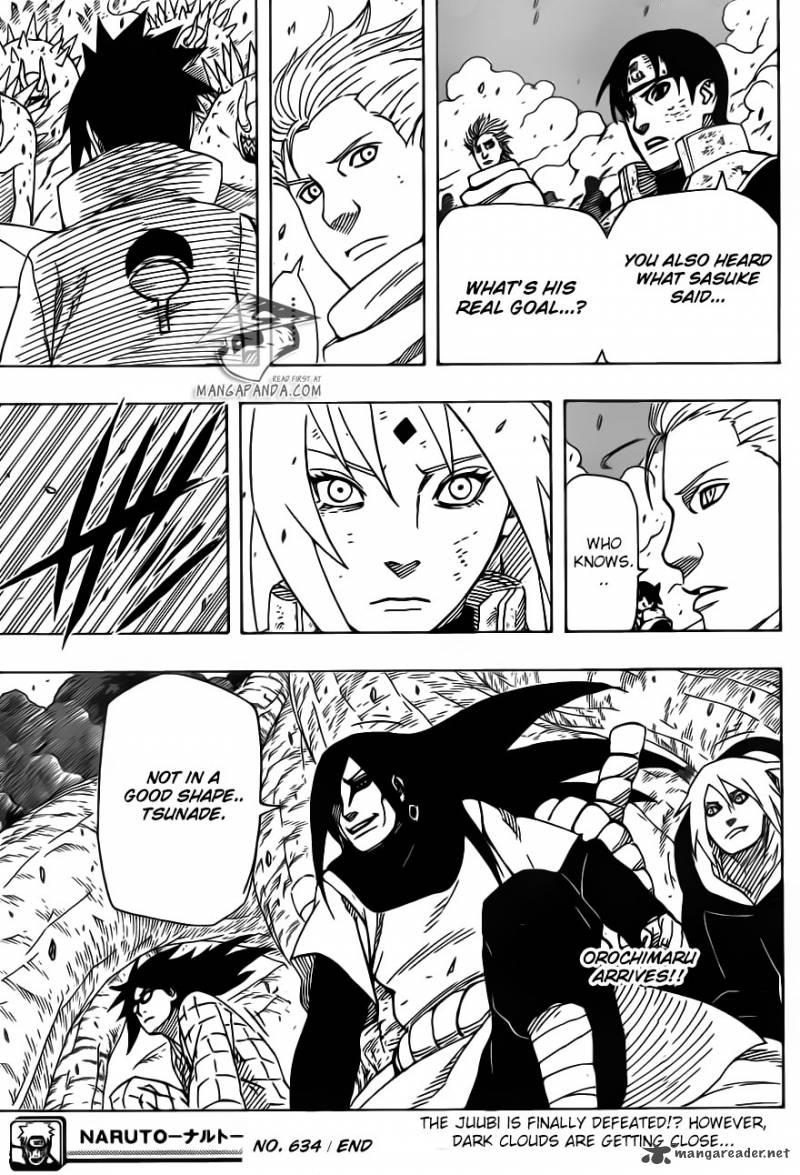 YOU ALSO HEARD
WHAT SASUKE
SAID...
WHAT'S HIS
REAL GOAL...?
...
READ FIRST AT
MANGAPANDA.COM
WHO
KNOWS.
..
NOT IN A
GOOD SHAPE..
TSUNADE.
OROCHIMARU
ARRIVES!!
NARUTO—ナルト—
NO. 634 / END
THE JUUBI IS FINALLY DEFEATED!? HOWEVER,
DARK CLOUDS ARE GETTING CLOSE...
mangareader.net